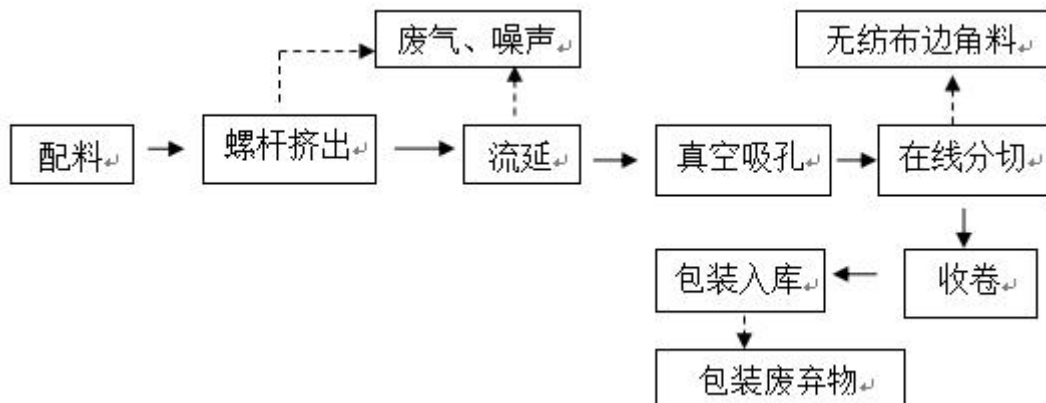 废气、噪声
无纺布边角料
配料
螺杆挤出
流延
真空吸孔
在线分切
包装入库
收卷
包装废弃物